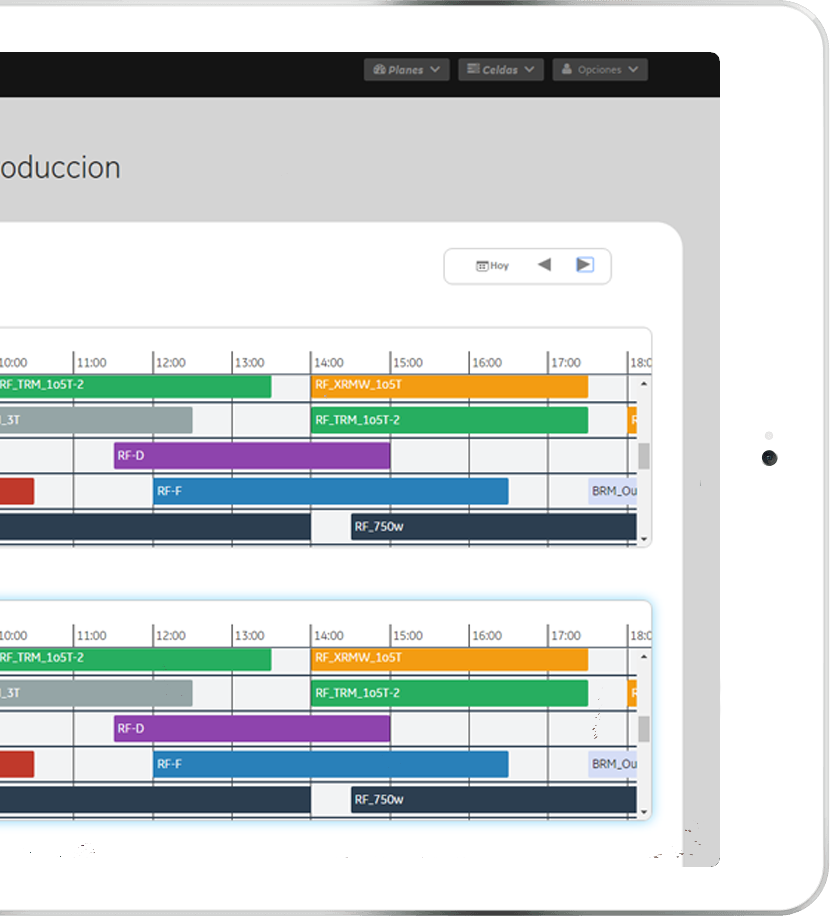 Planes Celdas Opciones
oduccion
Hoy
10:00 11:00 12:00 13:00 14:00 15:00 16:00 17:00 18:0
RF_TRM_1o5T-2 RF_XRMW_1o5T
_3T RF_TRM_1o5T-2
RF-D
RF-F BRM_Ou
RF_750w
10:00 11:00 12:00 13:00 14:00 15:00 16:00 17:00 18:0
RF_TRM_1o5T-2 RF_XRMW_1o5T
_3T RF_TRM_1o5T-2
RF-D
RF-F BRM_Ou
RF_750w